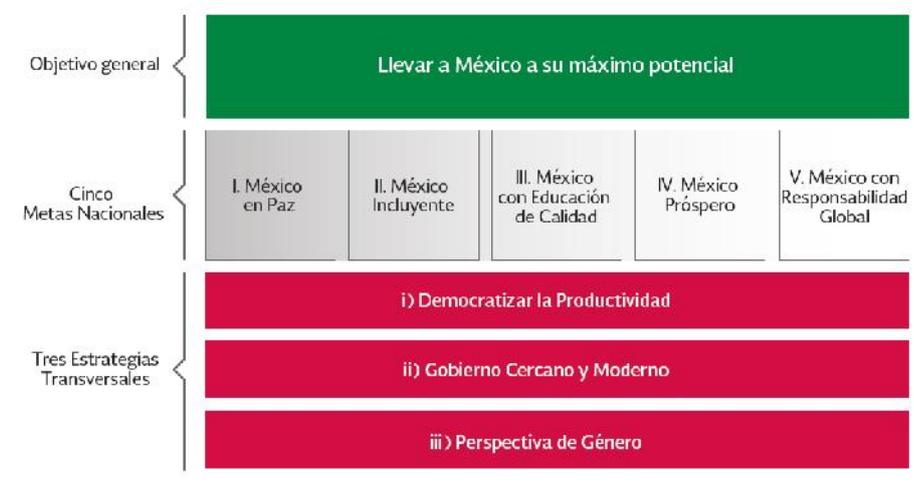 Objetivo general
Llevar a México a su máximo potencial
Cinco
Metas Nacionales
I. México
en Paz
II. México
Incluyente
III. México
con Educación
de Calidad
IV. México
Próspero
V. México con
Responsabilidad
Global
Tres Estrategias
Transversales
i) Democratizar la Productividad
ii) Gobierno Cercano y Moderno
iii) Perspectiva de Género